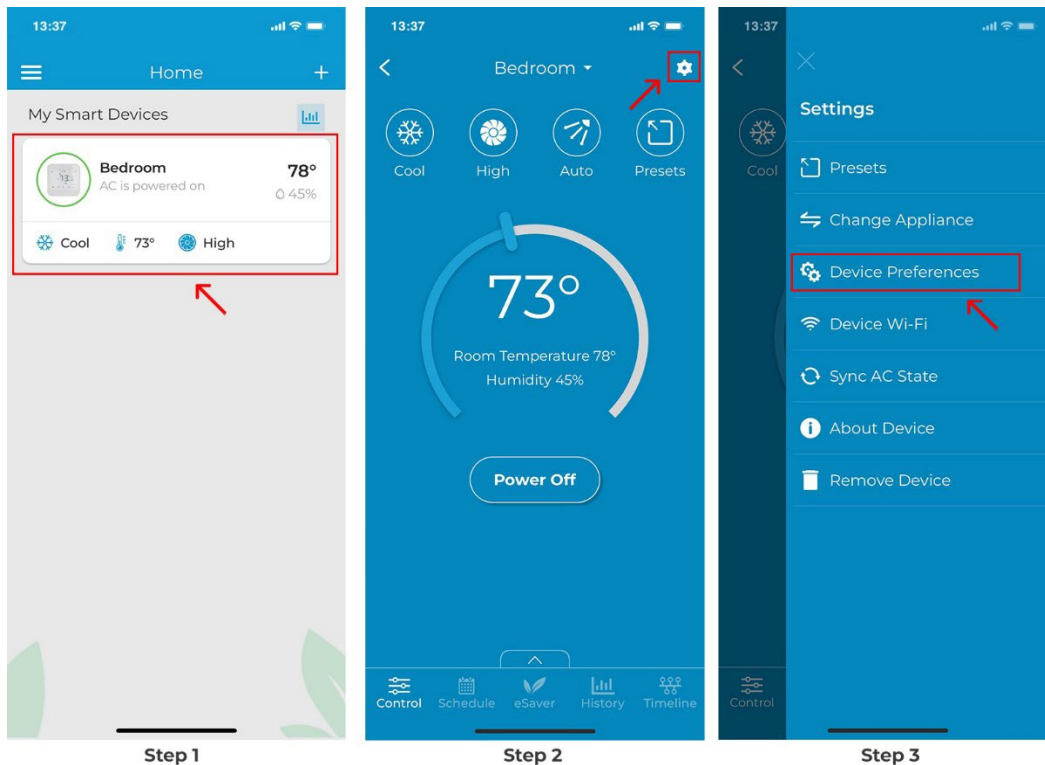 13:37
Home
My Smart Devices
Bedroom
78°
AC is powered on
45%
Cool
73°
High
Step 1
13:37
Bedroom
Cool
High
Auto
Presets
73°
Room Temperature 78°
Humidity 45%
Power Off
Control
Schedule
eSaver
History
Timeline
Step 2
13:37
Settings
Cool
Presets
Change Appliance
Device Preferences
Device Wi-Fi
Sync AC State
About Device
Remove Device
Control
Step 3